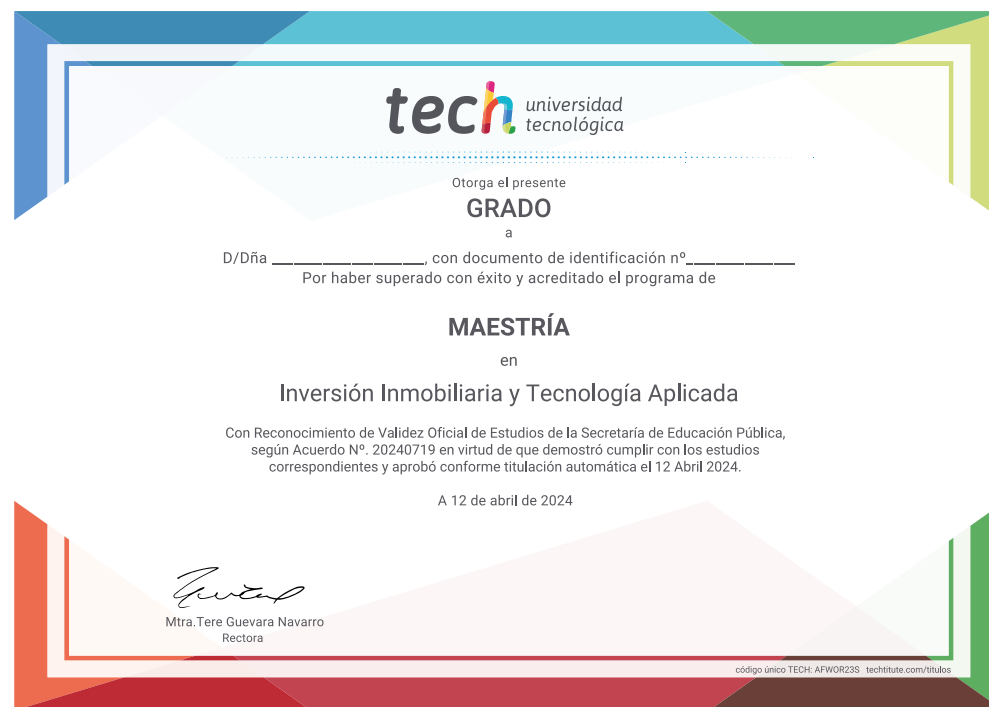 tech universidad
tecnológica
Otorga el presente
GRADO
a
D/Dña ___________________, con documento de identificación nº_____________
Por haber superado con éxito y acreditado el programa de
MAESTRÍA
en
Inversión Inmobiliaria y Tecnología Aplicada
Con Reconocimiento de Validez Oficial de Estudios de la Secretaría de Educación Pública,
según Acuerdo Nº. 20240719 en virtud de que demostró cumplir con los estudios
correspondientes y aprobó conforme titulación automática el 12 Abril 2024.
A 12 de abril de 2024
Mtra.Tere Guevara Navarro
Rectora
código único TECH: AFWOR23S techtitute.com/titulos